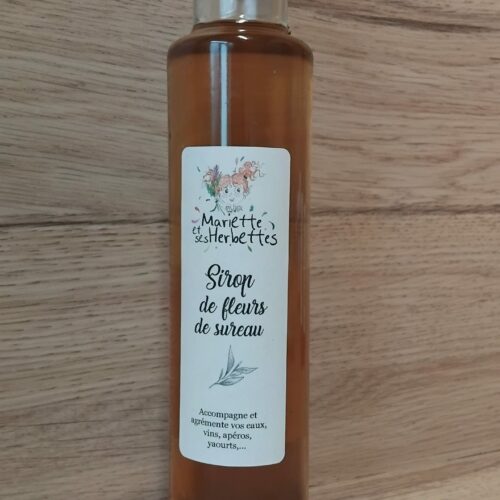 Mariette
et ses Herbettes
Sirop
de fleurs
de sureau
Accompagne et
agrémente vos eaux,
vins, apéros,
yaourts,...